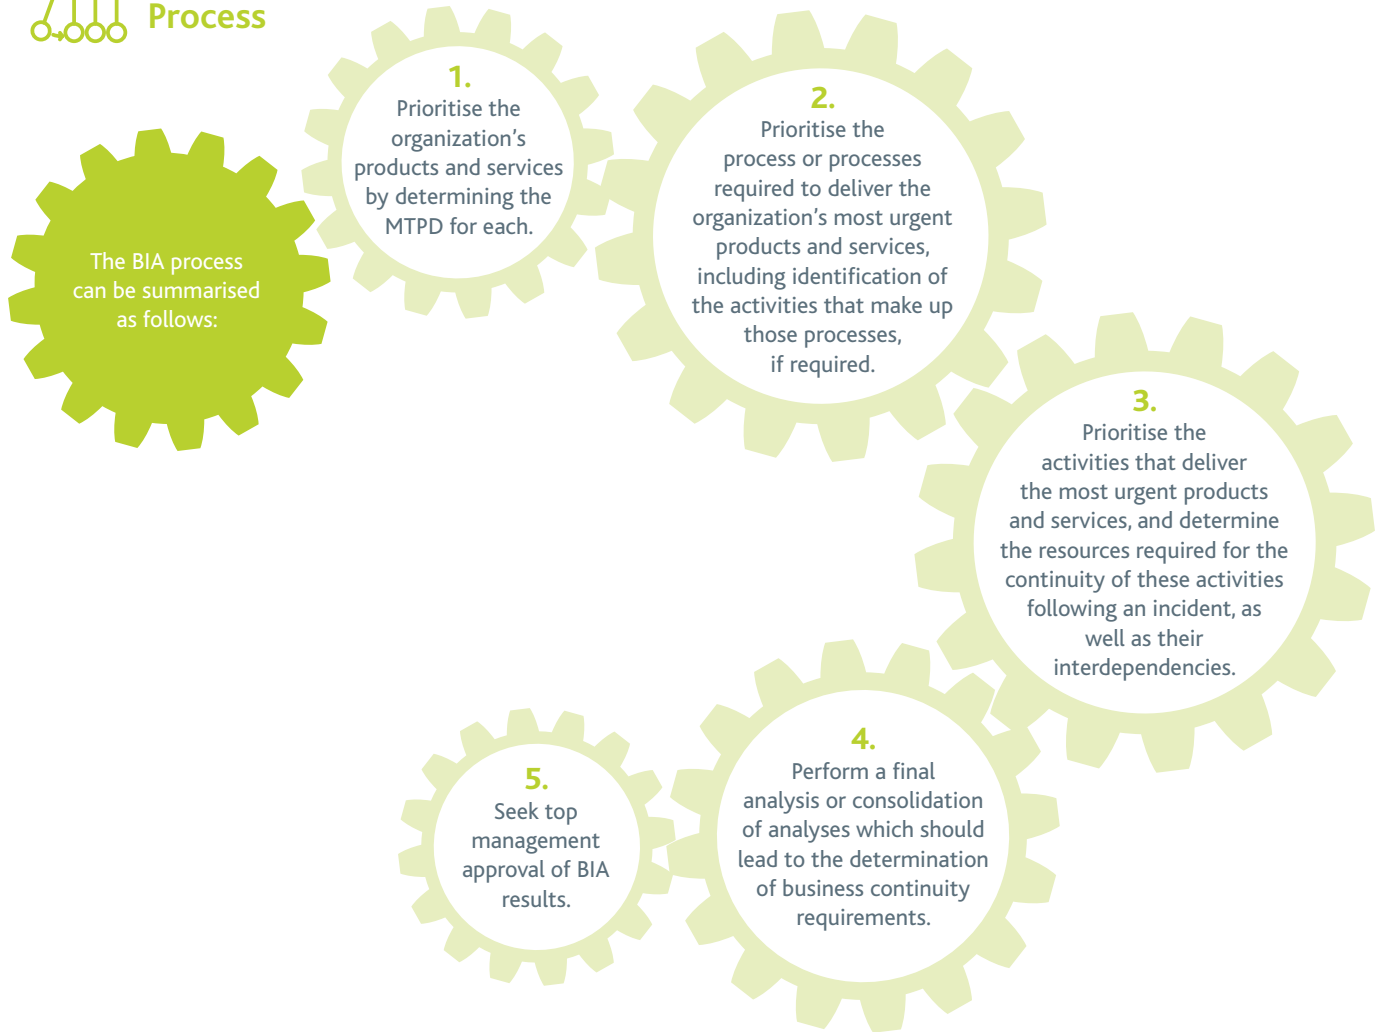 Process
The BIA process
can be summarised
as follows:
1.
Prioritise the
organization's
products and services
by determining the
MTPD for each.
2.
Prioritise the
process or processes
required to deliver the
organization's most urgent
products and services,
including identification of
the activities that make up
those processes,
if required.
3.
Prioritise the
activities that deliver
the most urgent products
and services, and determine
the resources required for the
continuity of these activities
following an incident, as
well as their
interdependencies.
4.
Perform a final
analysis or consolidation
of analyses which should
lead to the determination
of business continuity
requirements.
5.
Seek top
management
approval of BIA
results.